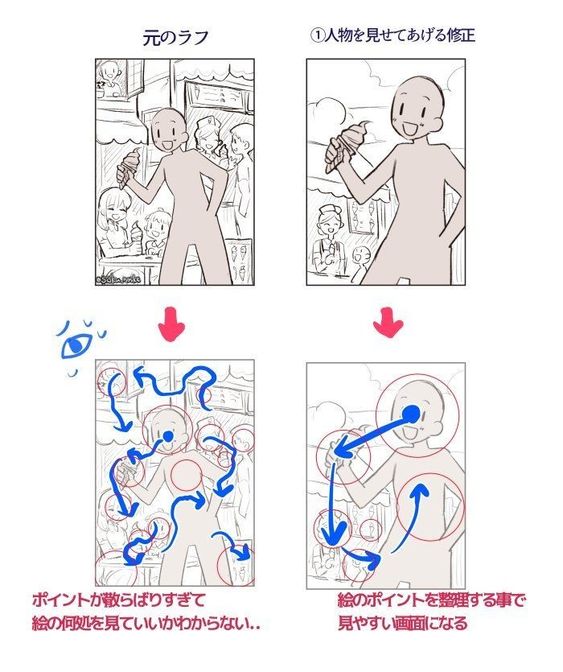 元のラフ
①人物を見せてあげる修正
ポイントが散らばりすぎて
絵の何処を見ていいかわからない..
絵のポイントを整理する事で
見やすい画面になる